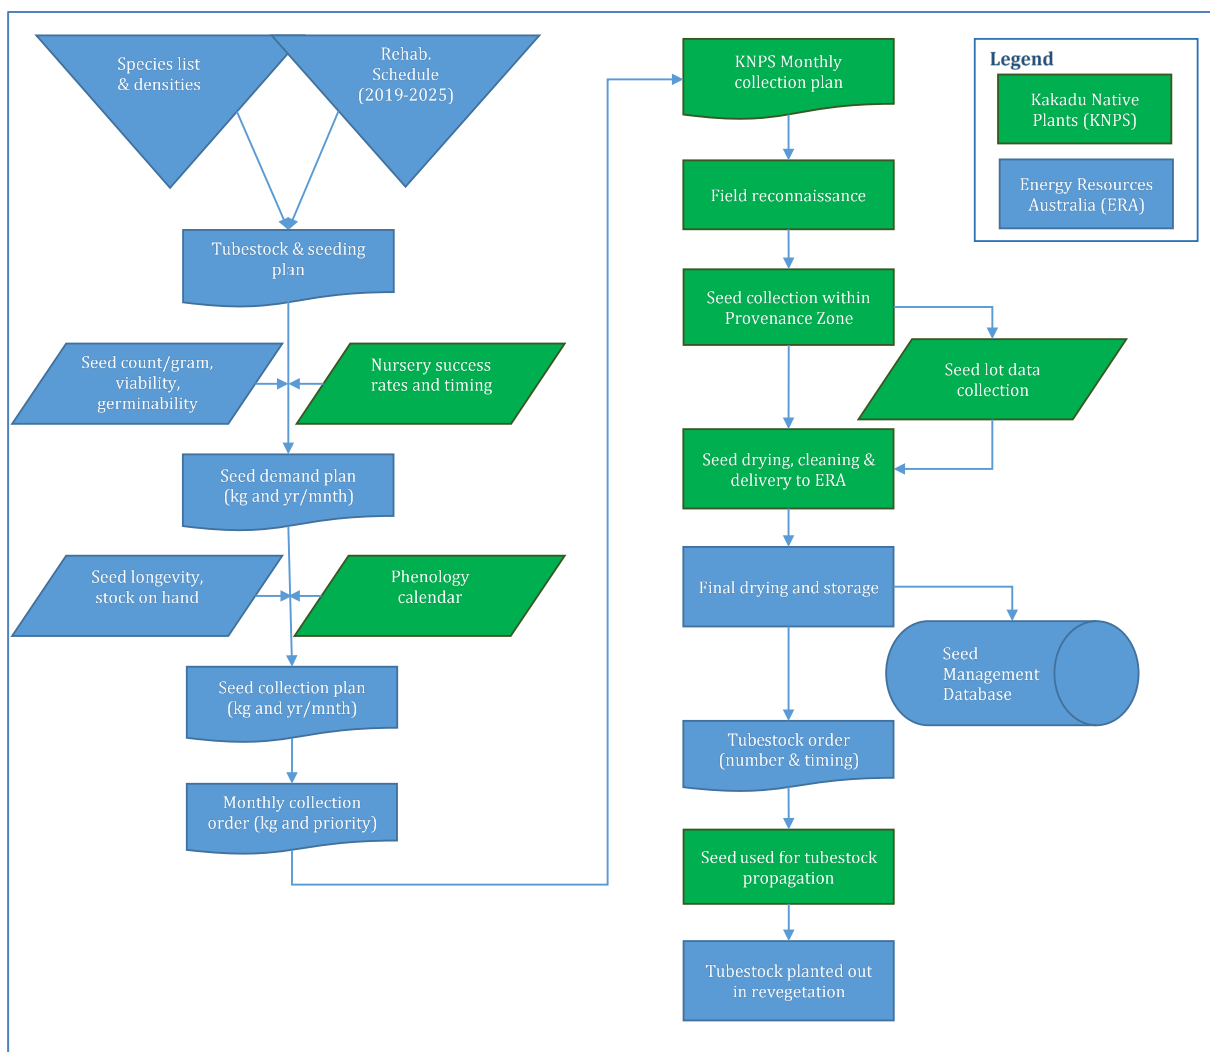 Species list
& densities
Rehab.
Schedule
(2019-2025)
Tubestock & seeding
plan
Seed count/gram,
viability,
germinability
Nursery success
rates and timing
Seed demand plan
(kg and yr/mnth)
Seed longevity,
stock on hand
Phenology
calendar
Seed collection plan
(kg and yr/mnth)
Monthly collection
order (kg and priority)
KNPS Monthly
collection plan
Field reconnaissance
Seed collection within
Provenance Zone
Seed lot data
collection
Seed drying, cleaning &
delivery to ERA
Final drying and storage
Seed
Management
Database
Tubestock order
(number & timing)
Seed used for tubestock
propagation
Tubestock planted out
in revegetation
Legend
Kakadu Native
Plants (KNPS)
Energy Resources
Australia (ERA)